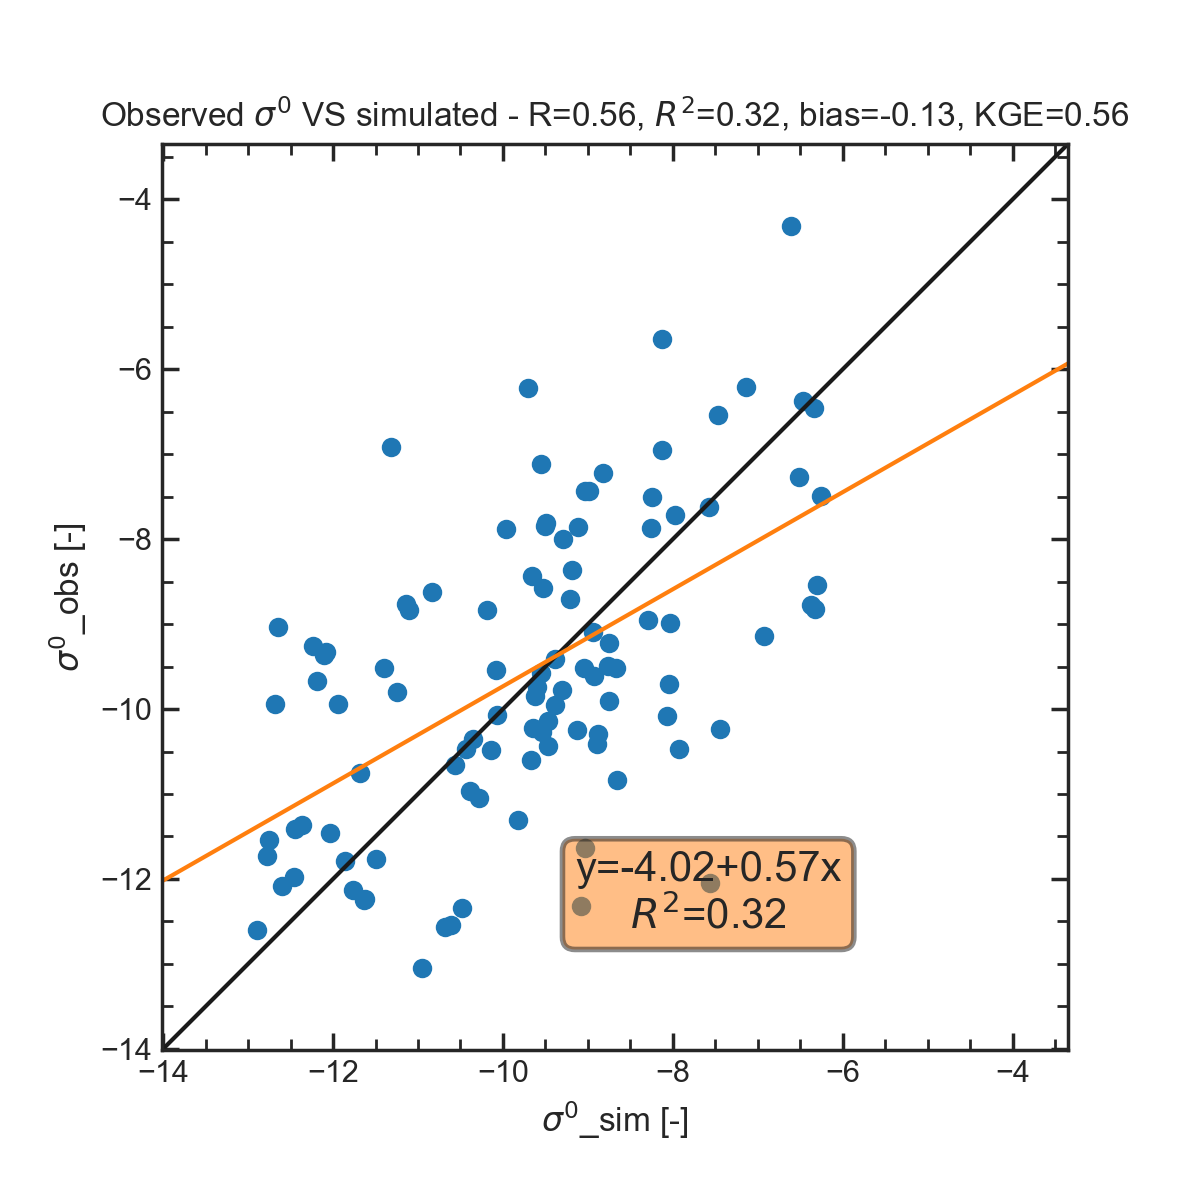 Observed σ⁰ VS simulated - R=0.56, R²=0.32, bias=-0.13, KGE=0.56
−4
−6
−8
−10
−12
−14
σ⁰_obs [-]
y=-4.02+0.57x
R²=0.32
−14 −12 −10 −8 −6 −4
σ⁰_sim [-]